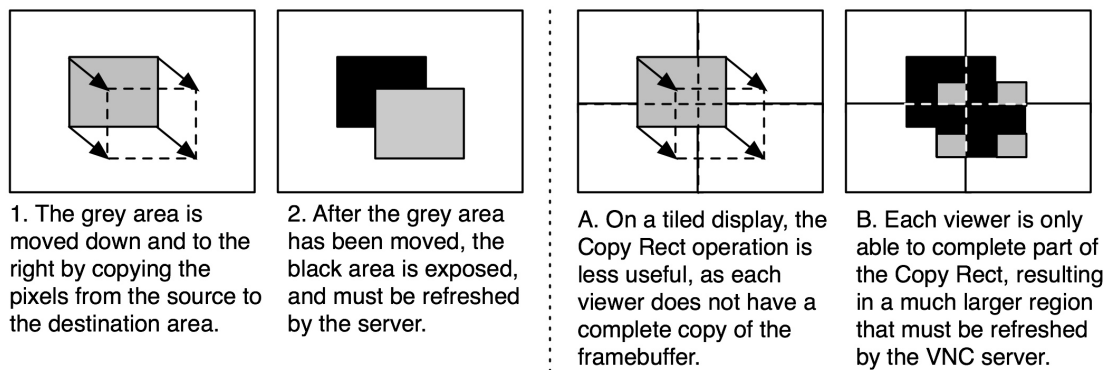 1. The grey area is
moved down and to the
right by copying the
pixels from the source to
the destination area.
2. After the grey area
has been moved, the
black area is exposed,
and must be refreshed
by the server.
A. On a tiled display, the
Copy Rect operation is
less useful, as each
viewer does not have a
complete copy of the
framebuffer.
B. Each viewer is only
able to complete part of
the Copy Rect, resulting
in a much larger region
that must be refreshed
by the VNC server.